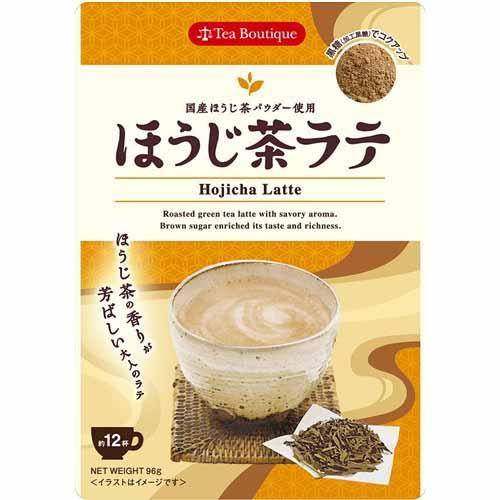 Tea Boutique
黒糖(加工黒糖)でコクアップ
国産ほうじ茶パウダー使用
ほうじ茶ラテ
Hojicha Latte
Roasted green tea latte with savory aroma.
Brown sugar enriched its taste and richness.
ほうじ茶の香りが
芳ばしい大人のラテ
約12杯
NET WEIGHT 96g
＜イラストはイメージです＞